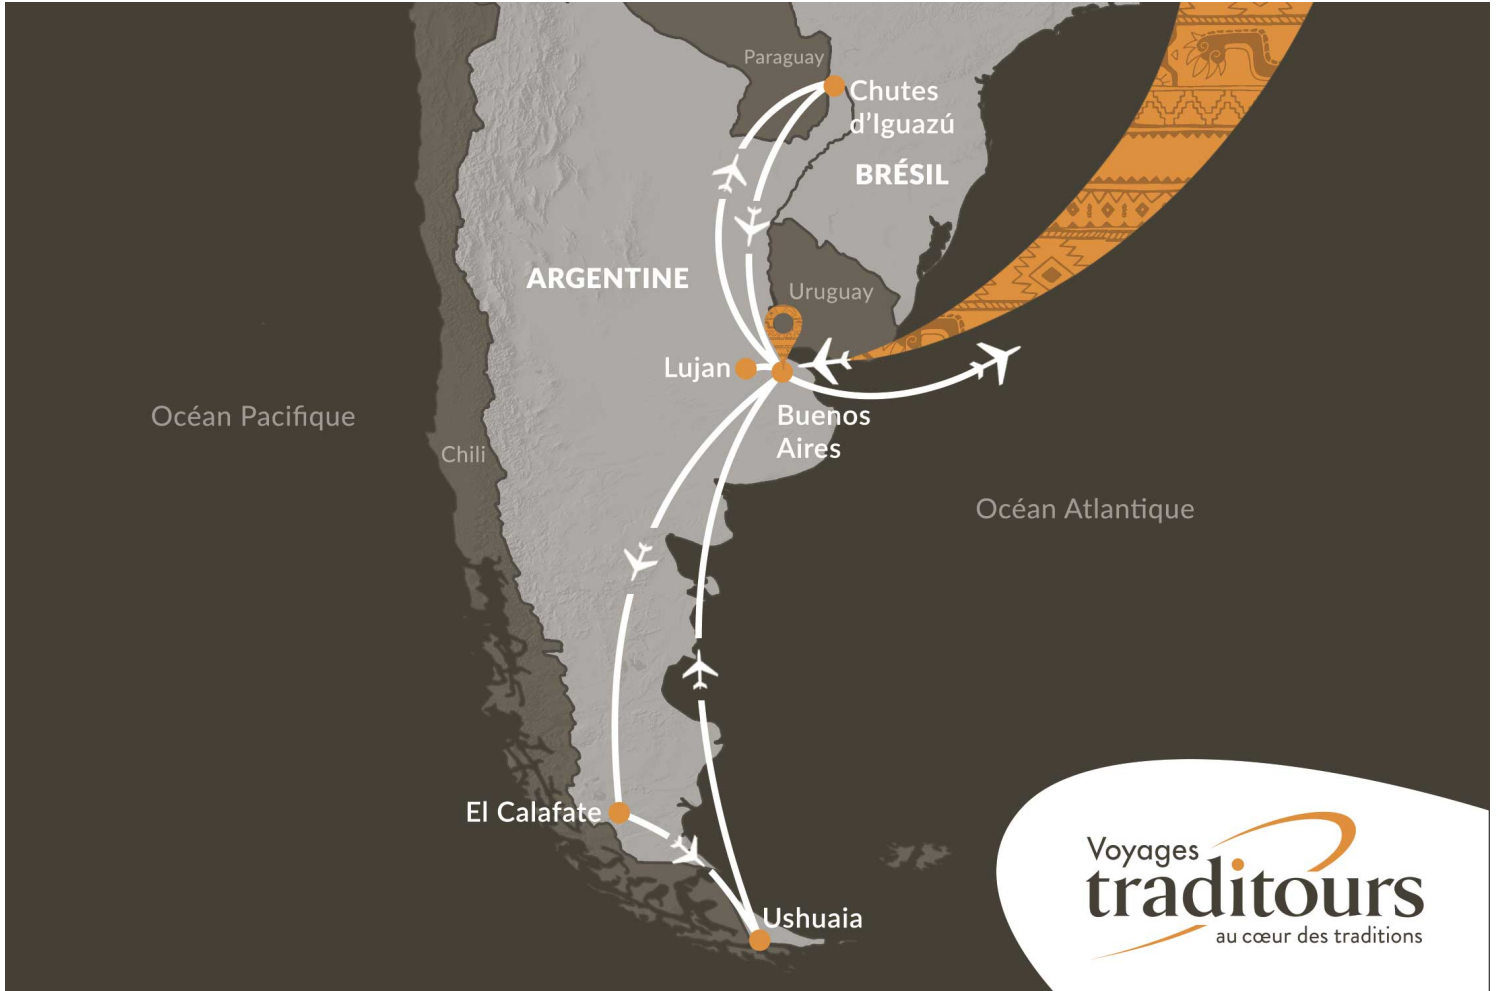 Paraguay
Chutes
d'Iguazú
BRÉSIL
ARGENTINE
Uruguay
Lujan
Buenos
Aires
Océan Pacifique
Chili
Océan Atlantique
El Calafate
Ushuaia
Voyages
traditours
au cœur des traditions